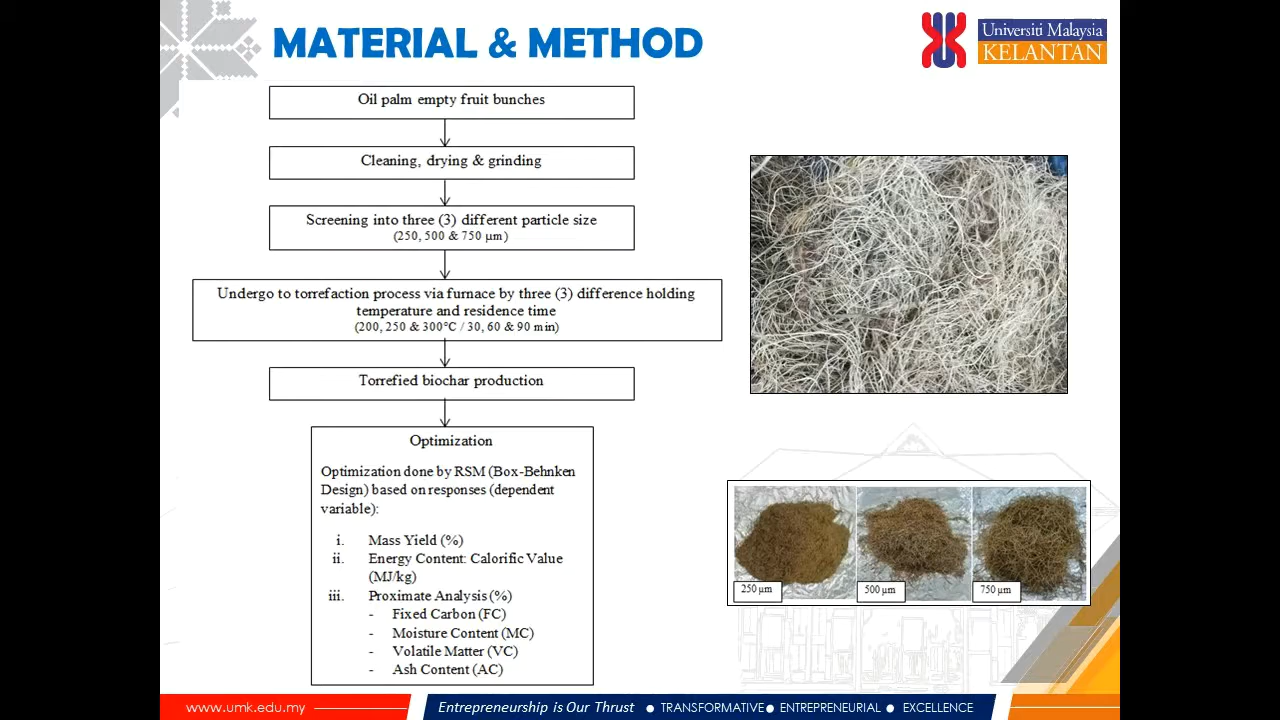 MATERIAL & METHOD
Universiti Malaysia
KELANTAN
Oil palm empty fruit bunches
Cleaning, drying & grinding
Screening into three (3) different particle size
(250, 500 & 750 µm)
Undergo to torrefaction process via furnace by three (3) difference holding
temperature and residence time
(200, 250 & 300°C / 30, 60 & 90 min)
Torrefied biochar production
Optimization
Optimization done by RSM (Box-Behnken
Design) based on responses (dependent
variable):
i. Mass Yield (%)
ii. Energy Content: Calorific Value
(MJ/kg)
iii. Proximate Analysis (%)
- Fixed Carbon (FC)
- Moisture Content (MC)
- Volatile Matter (VC)
- Ash Content (AC)
250 µm
500 µm
750 µm
www.umk.edu.my
Entrepreneurship is Our Thrust ● TRANSFORMATIVE ● ENTREPRENEURIAL ● EXCELLENCE